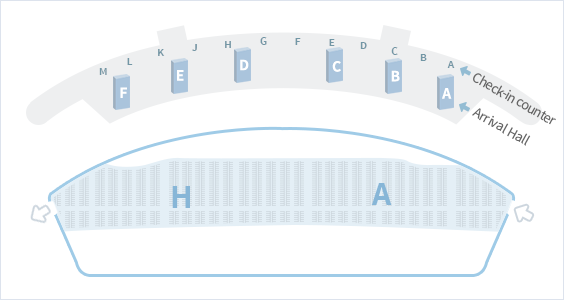 M L K J H G F E D C B A
F E D C B A
Check-in counter
Arrival Hall
H A